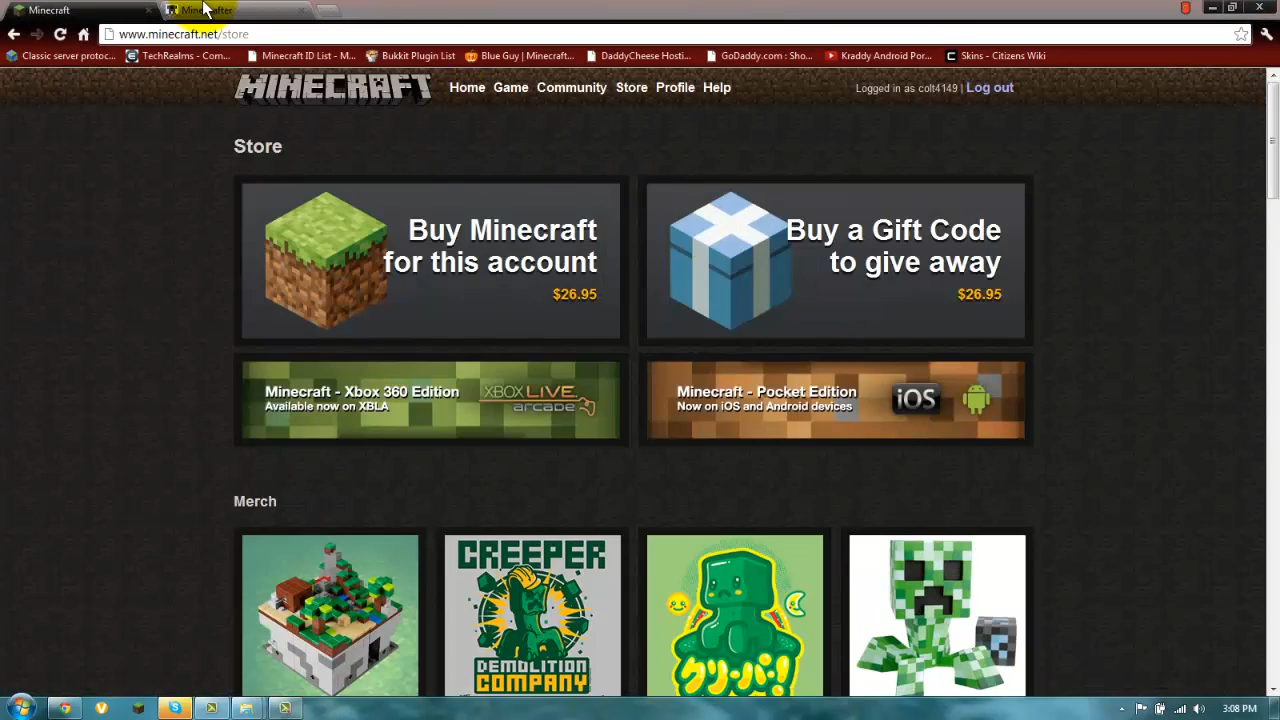 Minecraft
Minecrafter
www.minecraft.net/store
Classic server protoc...
TechRealms - Com...
Minecraft ID List - M...
Bukkit Plugin List
Blue Guy | Minecraft...
DaddyCheese Hosti...
GoDaddy.com : Sho...
Kraddy Android Por...
Skins - Citizens Wiki
MINECRAFT
Home
Game
Community
Store
Profile
Help
Logged in as colt4149 | Log out
Store
Buy Minecraft
for this account
$26.95
Buy a Gift Code
to give away
$26.95
Minecraft - Xbox 360 Edition
Available now on XBLA
XBOX LIVE
arcade
Minecraft - Pocket Edition
Now on iOS and Android devices
iOS
Merch
CREEPER
DEMOLITION
COMPANY
クリーパー!
3:08 PM